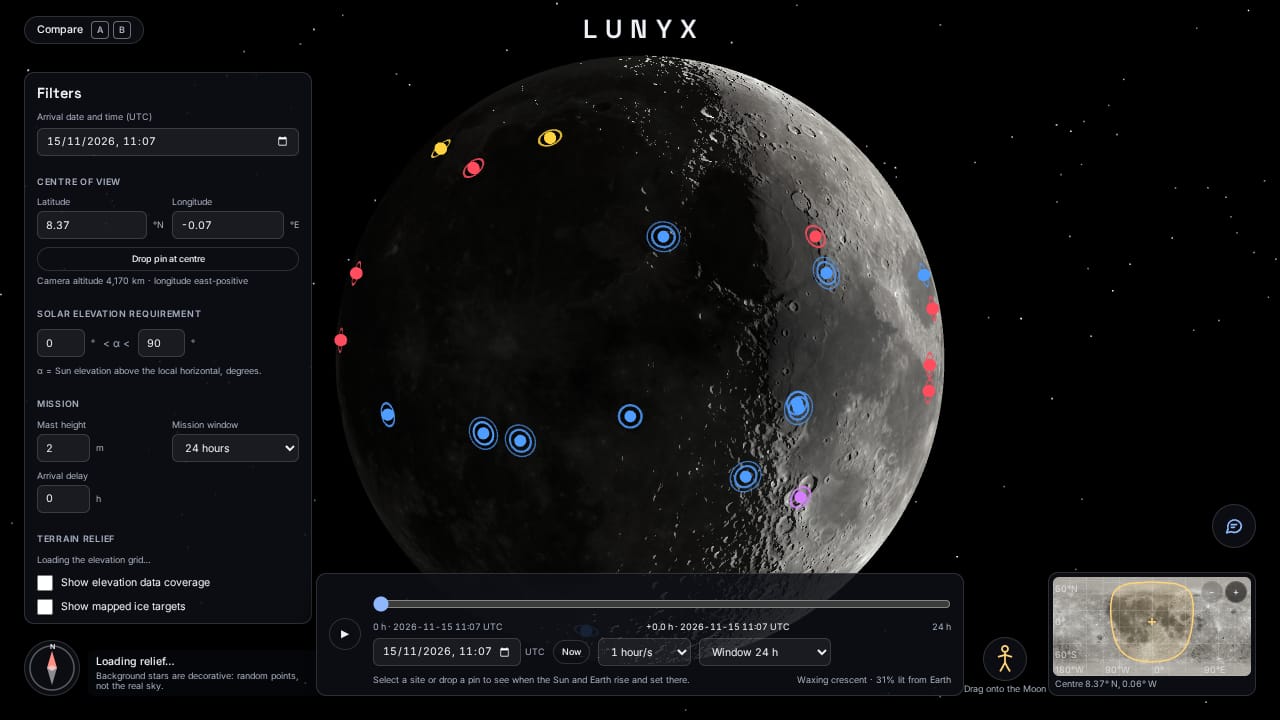 Compare A B
LUNYX
Filters
Arrival date and time (UTC)
15/11/2026, 11:07
CENTRE OF VIEW
Latitude Longitude
8.37 °N -0.07 °E
Drop pin at centre
Camera altitude 4,170 km · longitude east-positive
SOLAR ELEVATION REQUIREMENT
0 ° < α < 90 °
α = Sun elevation above the local horizontal, degrees.
MISSION
Mast height Mission window
2 m 24 hours
Arrival delay
0 h
TERRAIN RELIEF
Loading the elevation grid...
Show elevation data coverage
Show mapped ice targets
N
Loading relief...
Background stars are decorative: random points,
not the real sky.
0 h · 2026-11-15 11:07 UTC +0.0 h · 2026-11-15 11:07 UTC 24 h
15/11/2026, 11:07 UTC Now 1 hour/s Window 24 h
Select a site or drop a pin to see when the Sun and Earth rise and set there. Waxing crescent · 31% lit from Earth
Drag onto the Moon
60°N
0°
60°S
180°W 90°W 0° 90°E
− +
Centre 8.37° N, 0.06° W